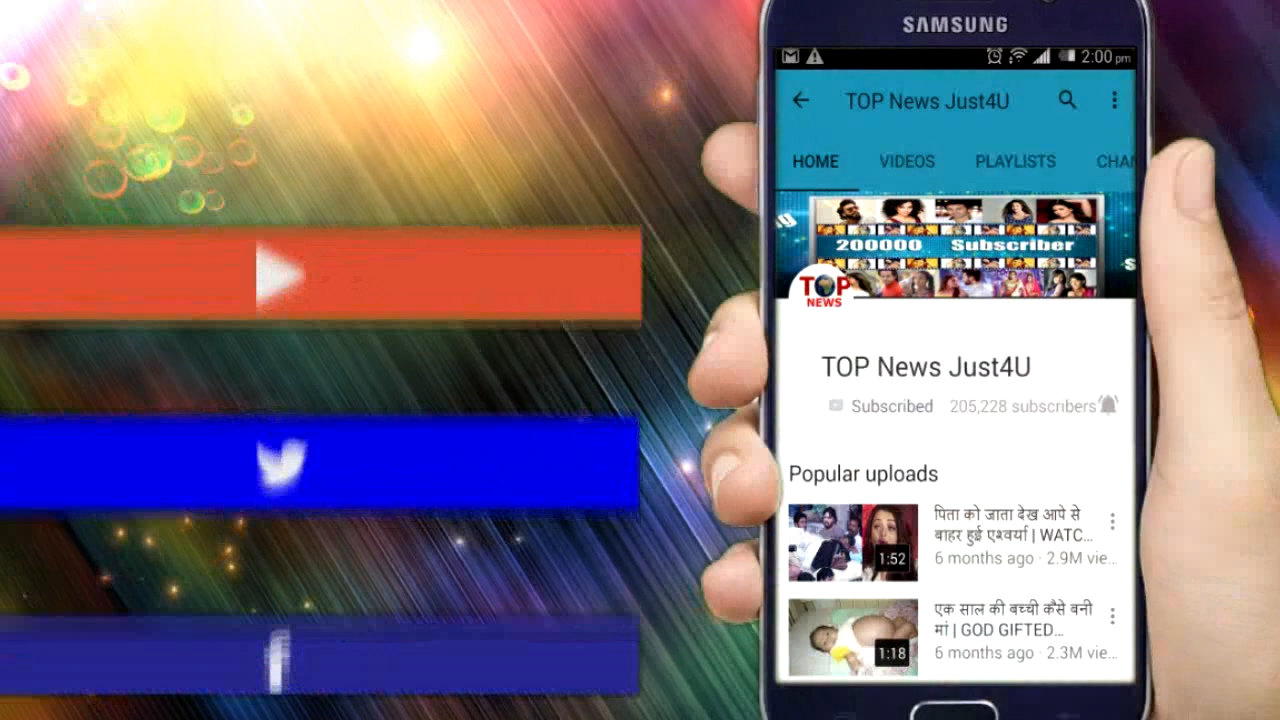 SAMSUNG
2:00 pm
TOP News Just4U
HOME VIDEOS PLAYLISTS CHAN
200000 Subscriber
TOP
NEWS
TOP News Just4U
Subscribed 205,228 subscribers
Popular uploads
पिता को जाता देख आपे से
बाहर हुई एश्वर्या | WATC...
6 months ago · 2.9M vie...
1:52
एक साल की बच्ची कैसे बनी
मां | GOD GIFTED...
6 months ago · 2.3M vie...
1:18